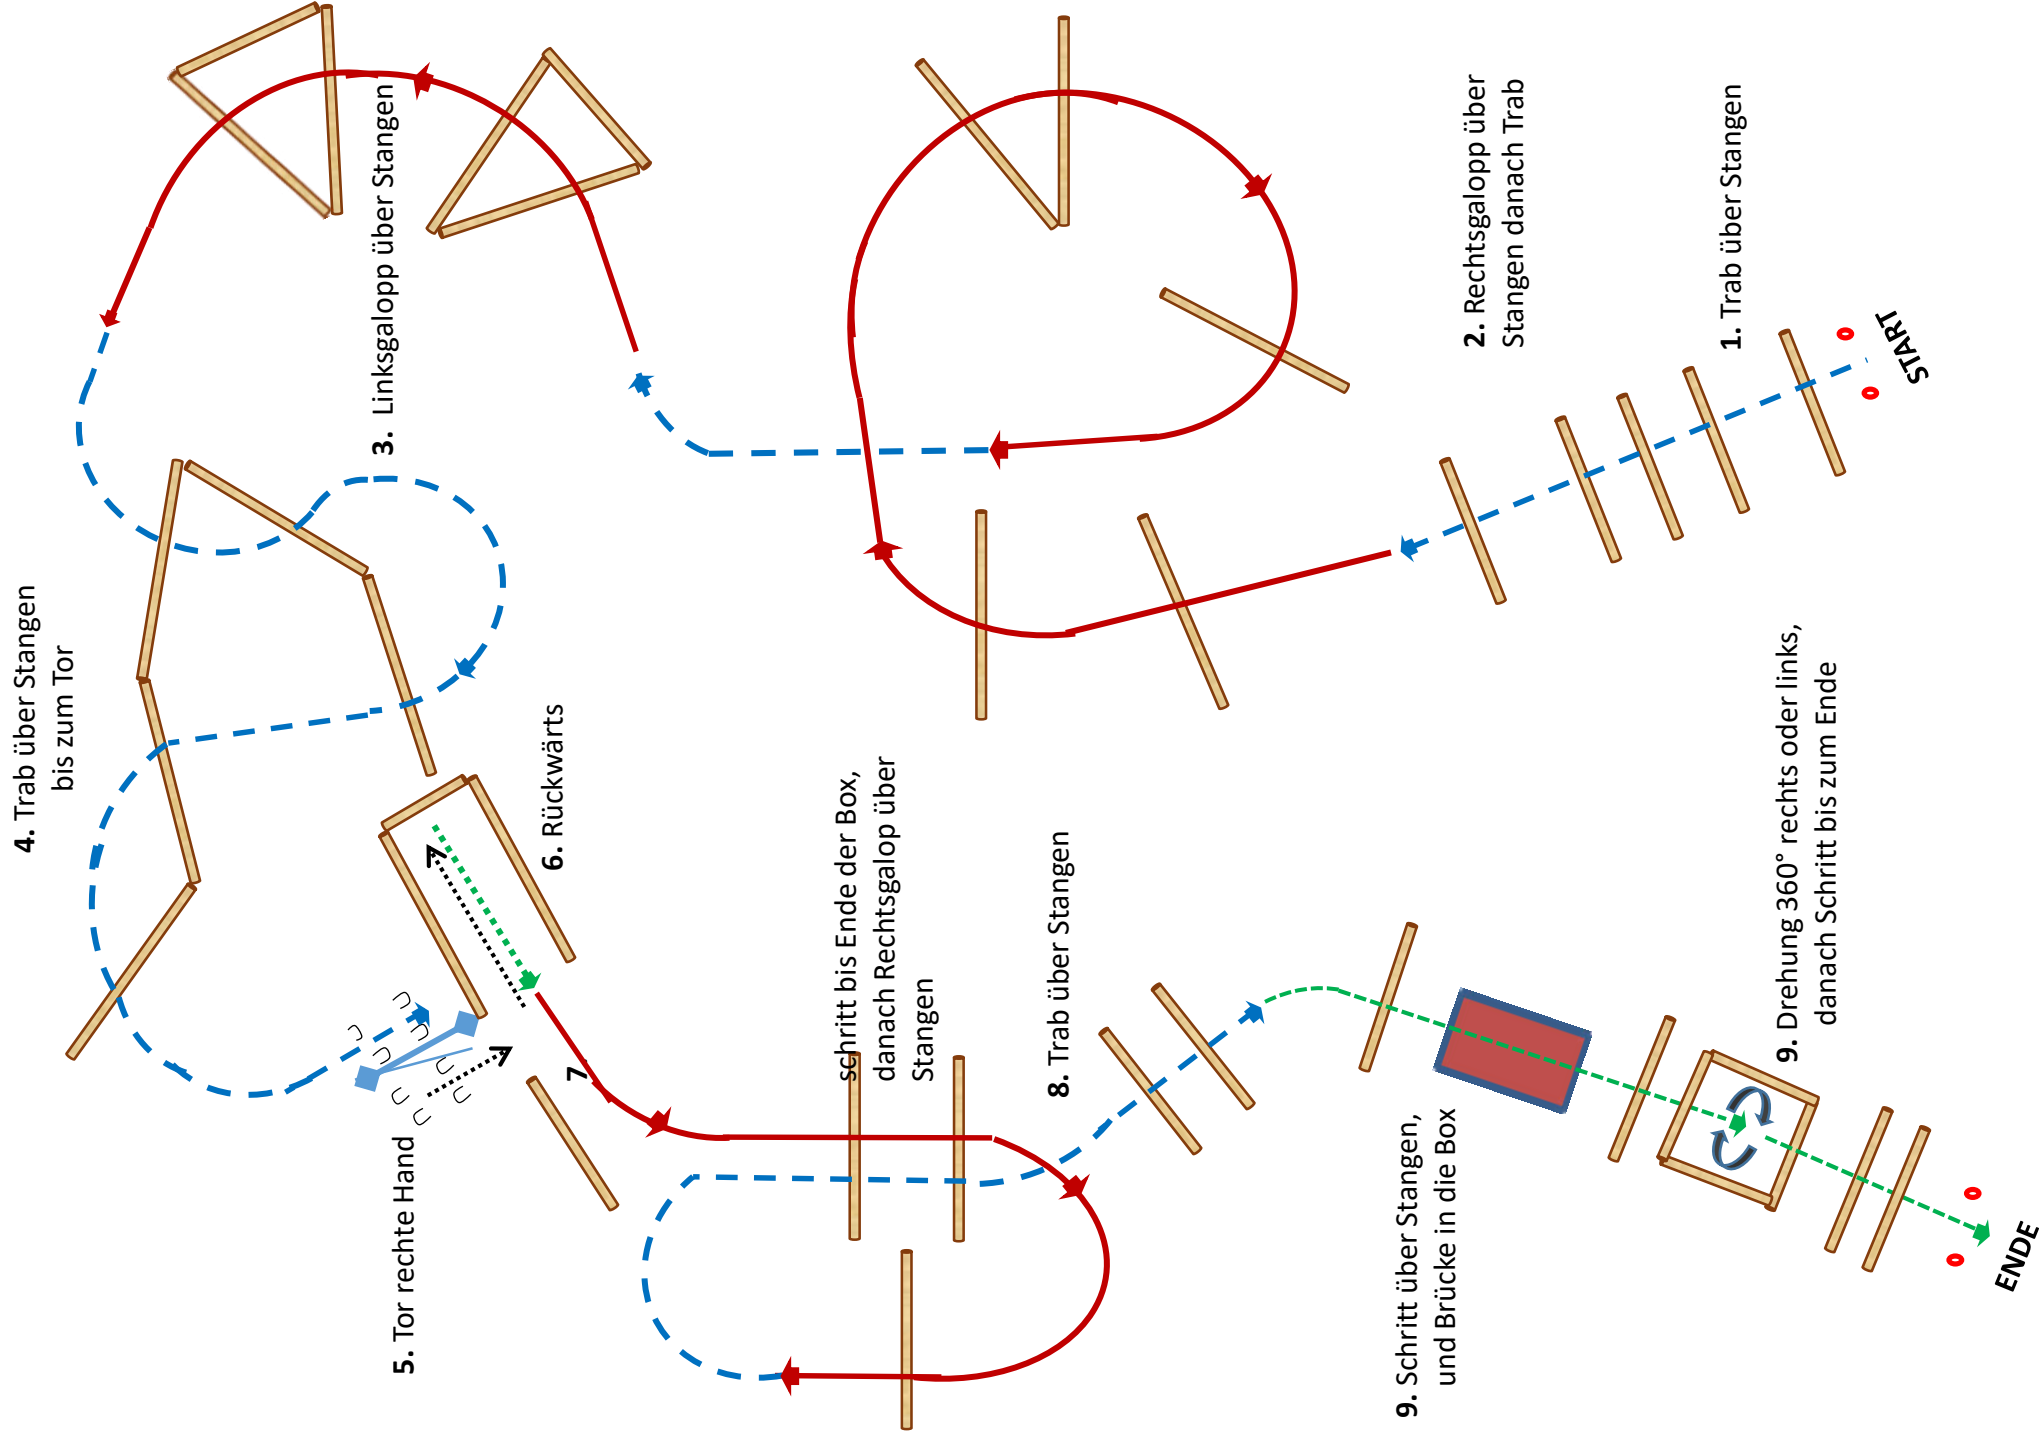 START
1. Trab über Stangen
2. Rechtsgalopp über
Stangen danach Trab
3. Linksgalopp über Stangen
4. Trab über Stangen
bis zum Tor
5. Tor rechte Hand
6. Rückwärts
7
schritt bis Ende der Box,
danach Rechtsgalop über
Stangen
8. Trab über Stangen
9. Schritt über Stangen,
und Brücke in die Box
9. Drehung 360° rechts oder links,
danach Schritt bis zum Ende
ENDE